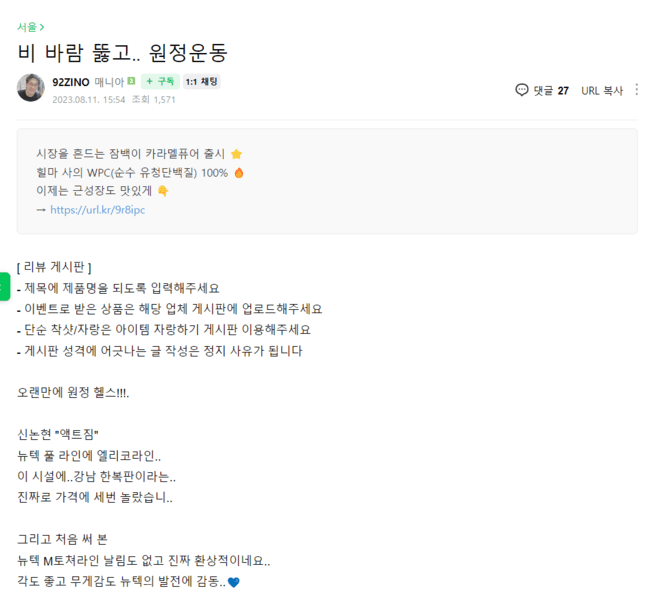 서울 >
비 바람 뚫고.. 원정운동
92ZINO 매니아 + 구독 1:1 채팅
2023.08.11. 15:54 조회 1,571
댓글 27 URL 복사
시장을 흔드는 잠백이 카라멜퓨어 출시 ⭐
힐마 사의 WPC(순수 유청단백질) 100% 🔥
이제는 근성장도 맛있게 👇
→ https://url.kr/9r8ipc
[ 리뷰 게시판 ]
- 제목에 제품명을 되도록 입력해주세요
- 이벤트로 받은 상품은 해당 업체 게시판에 업로드해주세요
- 단순 착샷/자랑은 아이템 자랑하기 게시판 이용해주세요
- 게시판 성격에 어긋나는 글 작성은 정지 사유가 됩니다
오랜만에 원정 헬스!!!.
신논현 "액트짐"
뉴텍 풀 라인에 엘리코라인..
이 시설에..강남 한복판이라는..
진짜로 가격에 세번 놀랐습니..
그리고 처음 써 본
뉴텍 M토쳐라인 날림도 없고 진짜 환상적이네요..
각도 좋고 무게감도 뉴텍의 발전에 감동..💙